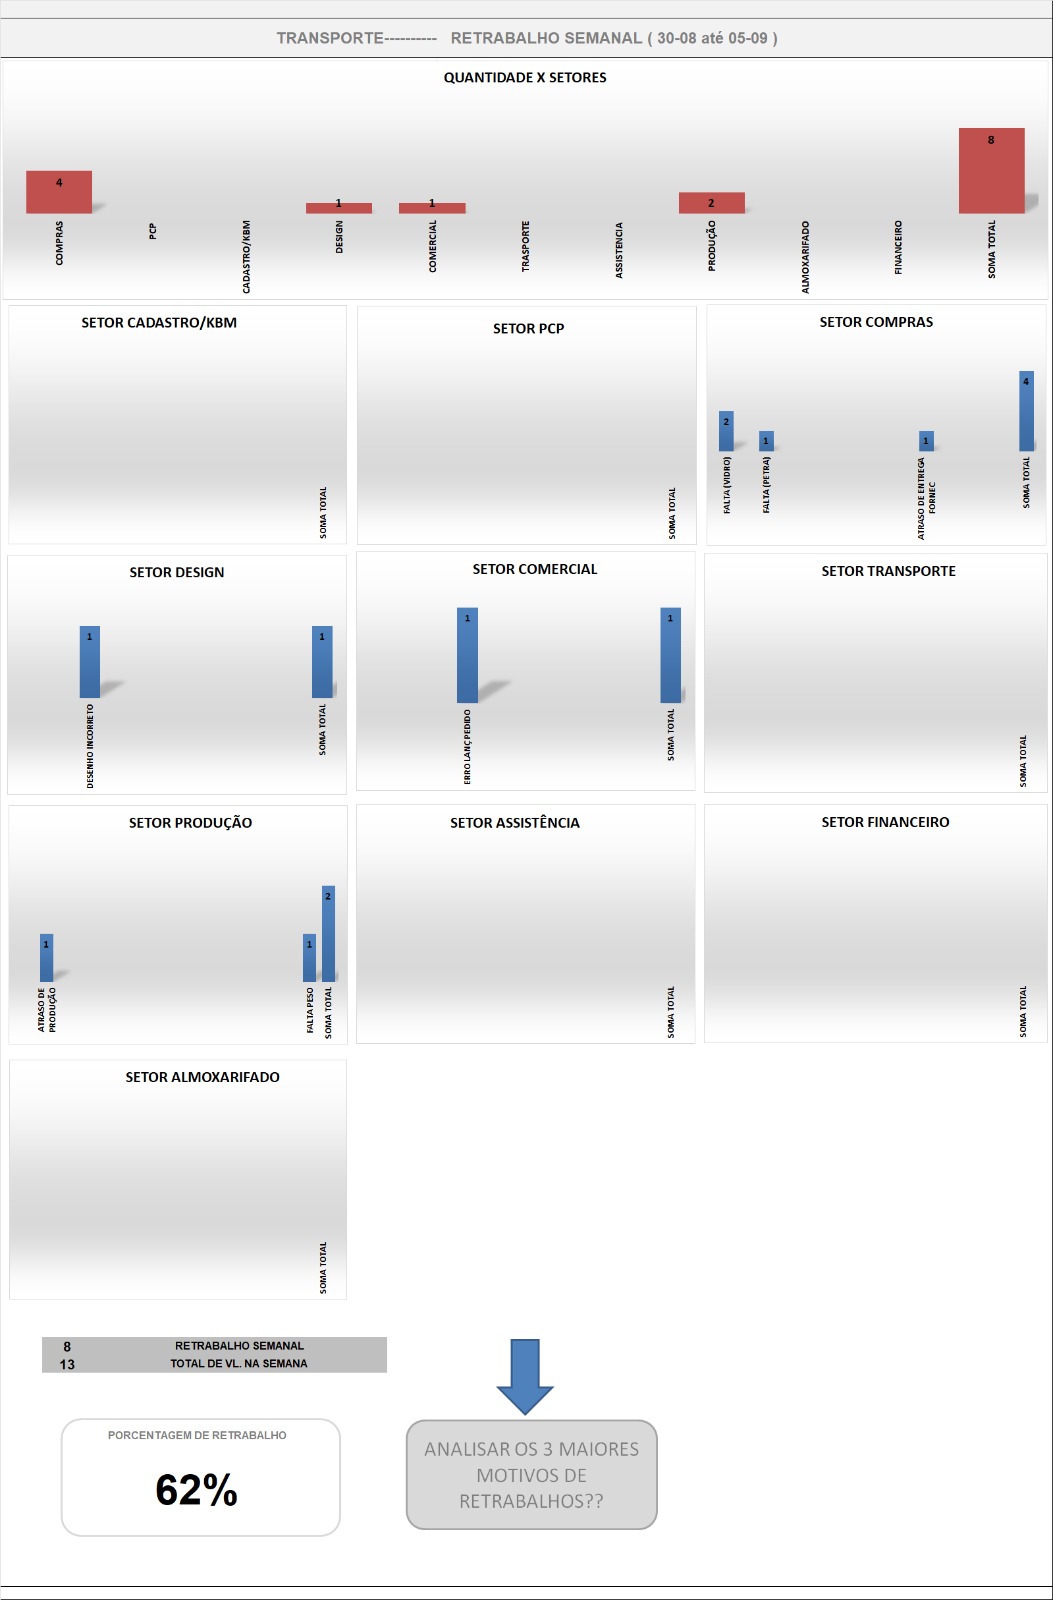 TRANSPORTE---------- RETRABALHO SEMANAL ( 30-08 até 05-09 )
QUANTIDADE X SETORES
4
1
1
2
8
COMPRAS
PCP
CADASTRO/KBM
DESIGN
COMERCIAL
TRASPORTE
ASSISTENCIA
PRODUÇÃO
ALMOXARIFADO
FINANCEIRO
SOMA TOTAL
SETOR CADASTRO/KBM
SOMA TOTAL
SETOR PCP
SOMA TOTAL
SETOR COMPRAS
2
1
1
4
FALTA (VIDRO)
FALTA (PETRA)
ATRASO DE ENTREGA
FORNEC
SOMA TOTAL
SETOR DESIGN
1
1
DESENHO INCORRETO
SOMA TOTAL
SETOR COMERCIAL
1
1
ERRO LANÇ PEDIDO
SOMA TOTAL
SETOR TRANSPORTE
SOMA TOTAL
SETOR PRODUÇÃO
1
1
2
ATRASO DE
PRODUÇÃO
FALTA PESO
SOMA TOTAL
SETOR ASSISTÊNCIA
SOMA TOTAL
SETOR FINANCEIRO
SOMA TOTAL
SETOR ALMOXARIFADO
SOMA TOTAL
8 RETRABALHO SEMANAL
13 TOTAL DE VL. NA SEMANA
PORCENTAGEM DE RETRABALHO
62%
ANALISAR OS 3 MAIORES
MOTIVOS DE
RETRABALHOS??